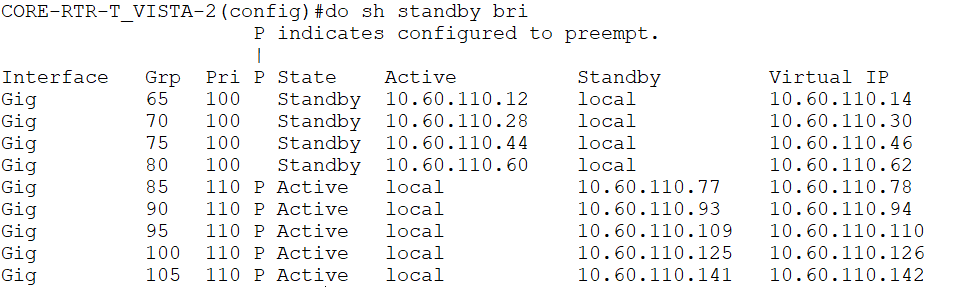 CORE-RTR-T_VISTA-2(config)#do sh standby bri
                     P indicates configured to preempt.
                     |
Interface   Grp  Pri P State   Active          Standby         Virtual IP
Gig         65   100   Standby 10.60.110.12    local           10.60.110.14
Gig         70   100   Standby 10.60.110.28    local           10.60.110.30
Gig         75   100   Standby 10.60.110.44    local           10.60.110.46
Gig         80   100   Standby 10.60.110.60    local           10.60.110.62
Gig         85   110 P Active  local           10.60.110.77    10.60.110.78
Gig         90   110 P Active  local           10.60.110.93    10.60.110.94
Gig         95   110 P Active  local           10.60.110.109   10.60.110.110
Gig         100  110 P Active  local           10.60.110.125   10.60.110.126
Gig         105  110 P Active  local           10.60.110.141   10.60.110.142